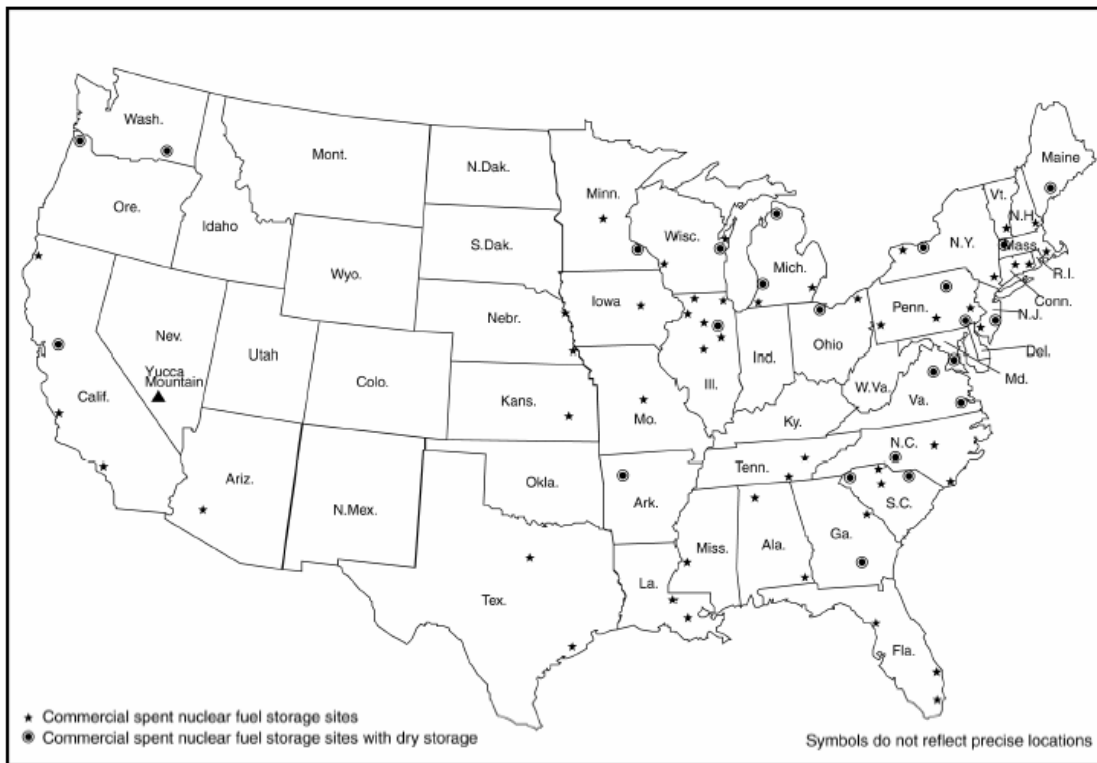 Wash.
Mont.
N.Dak.
Minn.
Maine
Vt.
N.H.
Ore.
Idaho
S.Dak.
Wisc.
Mich.
N.Y.
Mass.
R.I.
Conn.
Wyo.
Iowa
Nebr.
Penn.
N.J.
Nev.
Utah
Colo.
Ill.
Ind.
Ohio
Del.
Md.
Yucca
Mountain
Calif.
Kans.
Mo.
W.Va.
Va.
Ky.
N.C.
Tenn.
Ariz.
N.Mex.
Okla.
Ark.
S.C.
Miss.
Ala.
Ga.
La.
Tex.
Fla.
Commercial spent nuclear fuel storage sites
Commercial spent nuclear fuel storage sites with dry storage
Symbols do not reflect precise locations